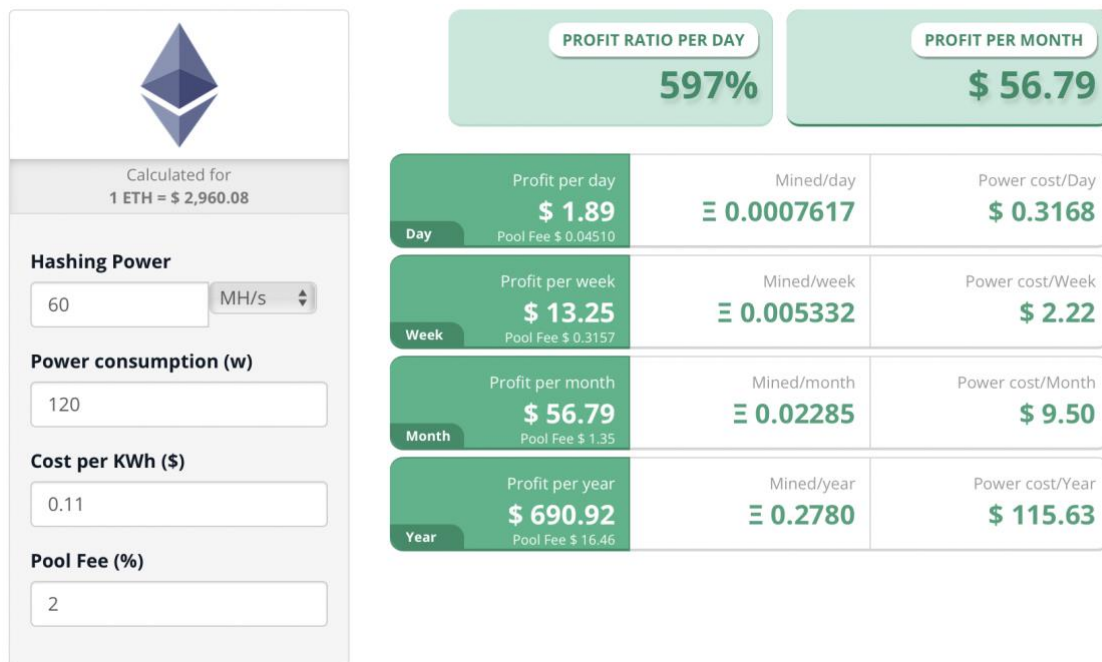 Calculated for
1 ETH = $ 2,960.08
Hashing Power
60
MH/s
Power consumption (w)
120
Cost per KWh ($)
0.11
Pool Fee (%)
2
PROFIT RATIO PER DAY
597%
PROFIT PER MONTH
$ 56.79
Profit per day
$ 1.89
Day
Pool Fee $ 0.04510
Mined/day
Ξ 0.0007617
Power cost/Day
$ 0.3168
Profit per week
$ 13.25
Week
Pool Fee $ 0.3157
Mined/week
Ξ 0.005332
Power cost/Week
$ 2.22
Profit per month
$ 56.79
Month
Pool Fee $ 1.35
Mined/month
Ξ 0.02285
Power cost/Month
$ 9.50
Profit per year
$ 690.92
Year
Pool Fee $ 16.46
Mined/year
Ξ 0.2780
Power cost/Year
$ 115.63